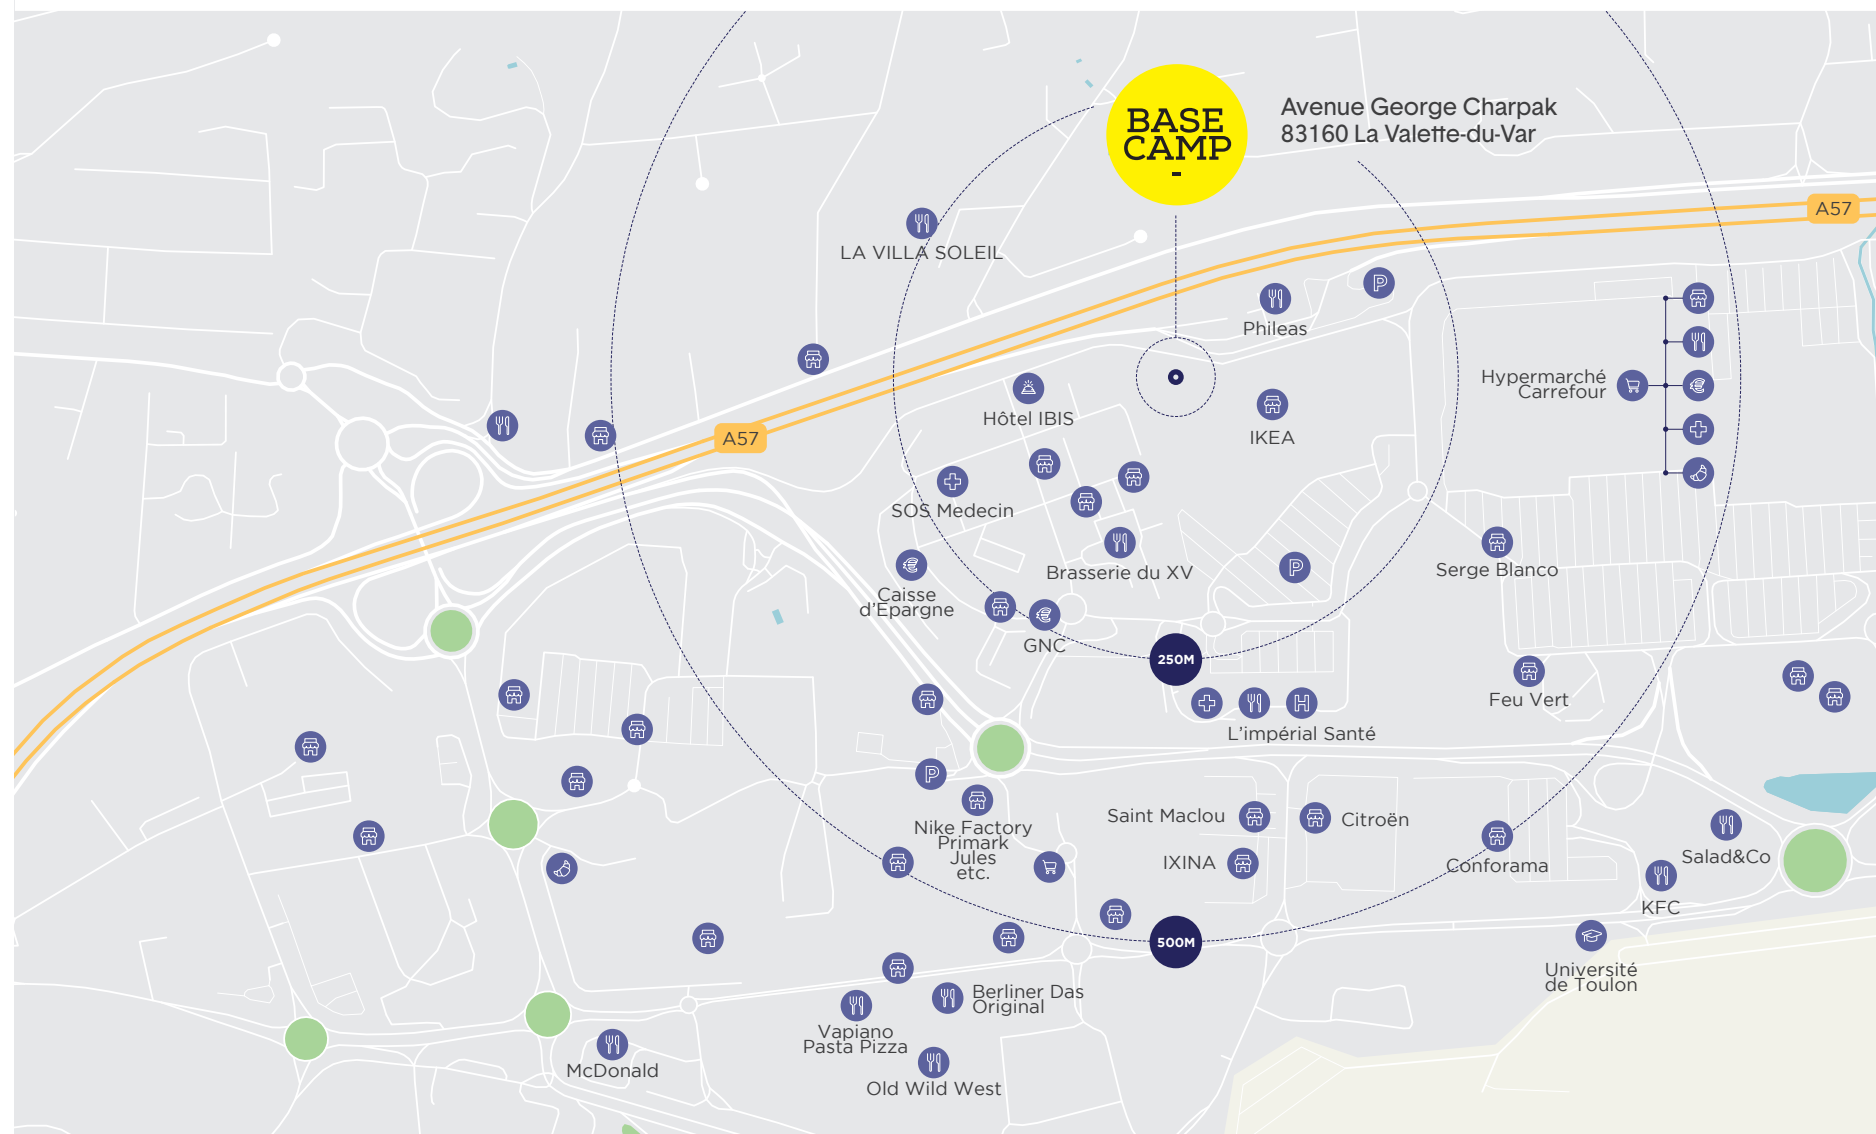 BASE
CAMP
Avenue George Charpak
83160 La Valette-du-Var
A57
LA VILLA SOLEIL
P
Phileas
Hypermarché
Carrefour
Hôtel IBIS
IKEA
A57
SOS Medecin
Brasserie du XV
P
Serge Blanco
Caisse
d'Epargne
GNC
250M
Feu Vert
H
L'impérial Santé
P
Nike Factory
Primark
Jules
etc.
Saint Maclou
Citroën
IXINA
Conforama
Salad&Co
KFC
500M
Université
de Toulon
Berliner Das
Original
Vapiano
Pasta Pizza
McDonald
Old Wild West